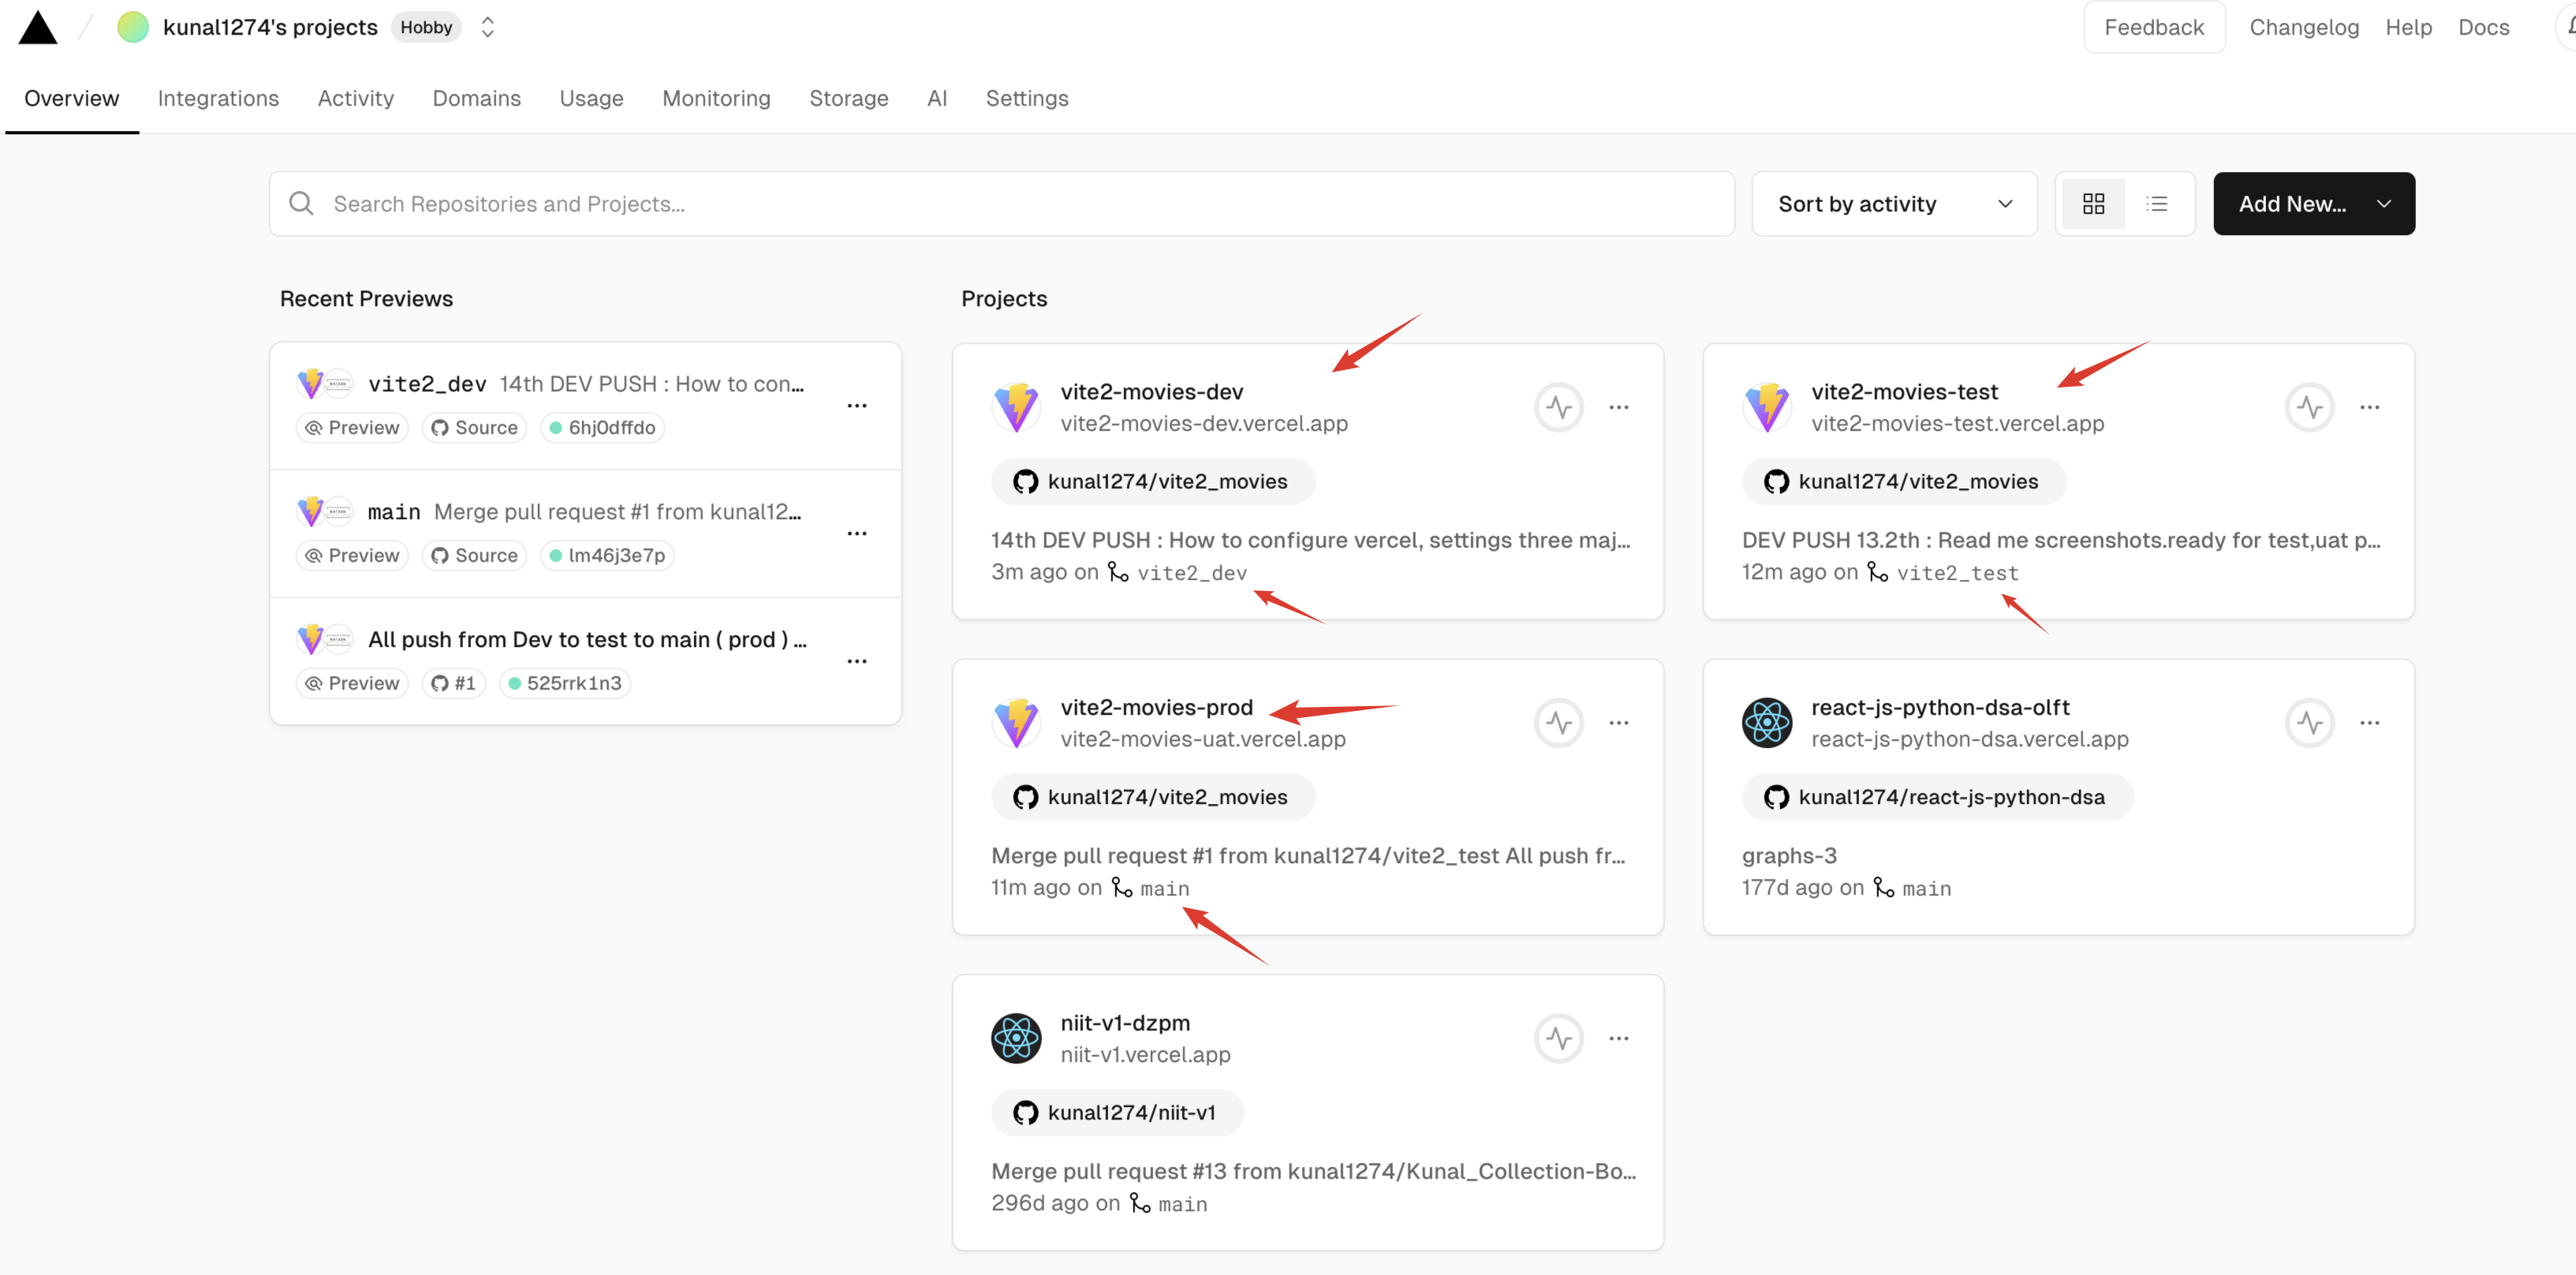 kunal1274's projects Hobby
Feedback Changelog Help Docs
Overview Integrations Activity Domains Usage Monitoring Storage AI Settings
Search Repositories and Projects...
Sort by activity
Add New...
Recent Previews
vite2_dev 14th DEV PUSH : How to con...
Preview Source 6hj0dffdo
main Merge pull request #1 from kunal12...
Preview Source lm46j3e7p
All push from Dev to test to main ( prod ) ...
Preview #1 525rrk1n3
Projects
vite2-movies-dev
vite2-movies-dev.vercel.app
kunal1274/vite2_movies
14th DEV PUSH : How to configure vercel, settings three maj...
3m ago on vite2_dev
vite2-movies-test
vite2-movies-test.vercel.app
kunal1274/vite2_movies
DEV PUSH 13.2th : Read me screenshots.ready for test,uat p...
12m ago on vite2_test
vite2-movies-prod
vite2-movies-uat.vercel.app
kunal1274/vite2_movies
Merge pull request #1 from kunal1274/vite2_test All push fr...
11m ago on main
react-js-python-dsa-olft
react-js-python-dsa.vercel.app
kunal1274/react-js-python-dsa
graphs-3
177d ago on main
niit-v1-dzpm
niit-v1.vercel.app
kunal1274/niit-v1
Merge pull request #13 from kunal1274/Kunal_Collection-Bo...
296d ago on main